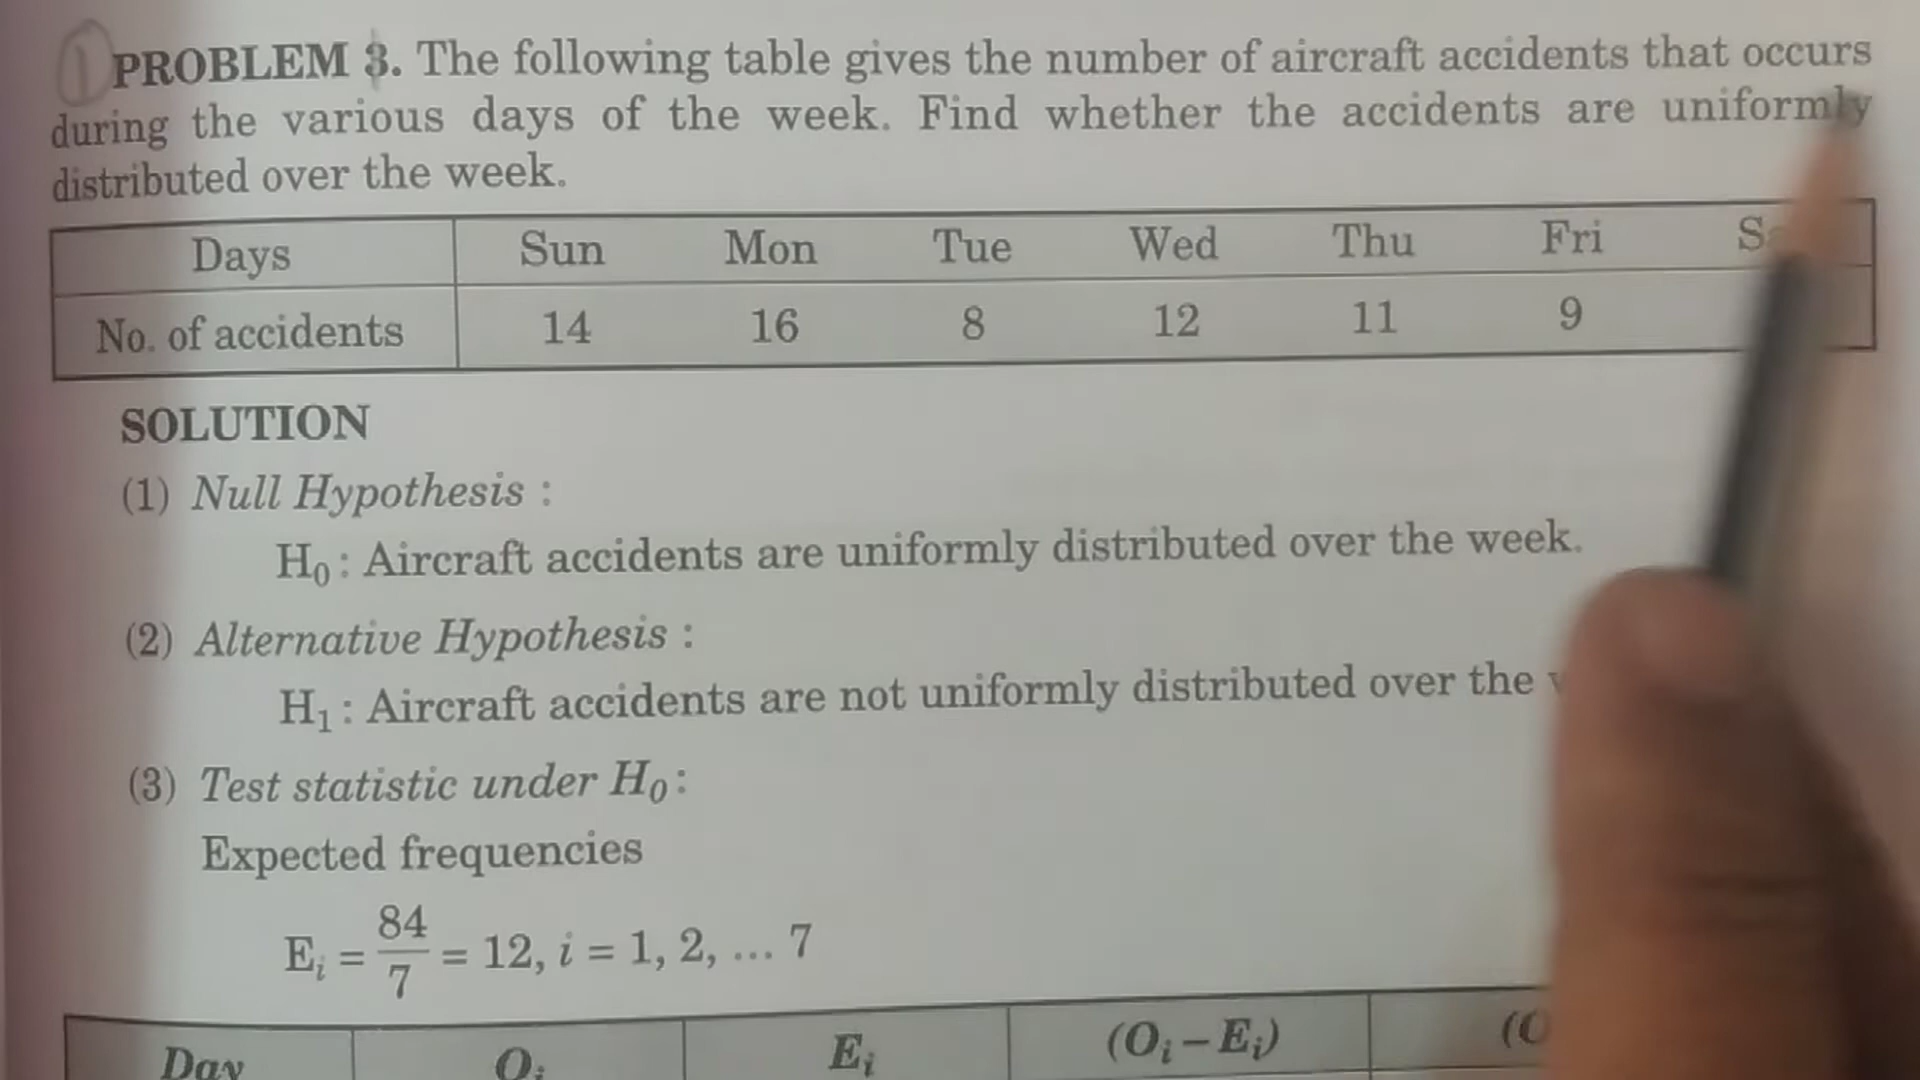 PROBLEM 3. The following table gives the number of aircraft accidents that occurs
during the various days of the week. Find whether the accidents are uniformly
distributed over the week.
Days Sun Mon Tue Wed Thu Fri
No. of accidents 14 16 8 12 11 9
SOLUTION
(1) Null Hypothesis :
H₀ : Aircraft accidents are uniformly distributed over the week.
(2) Alternative Hypothesis :
H₁ : Aircraft accidents are not uniformly distributed over the
(3) Test statistic under H₀ :
Expected frequencies
Eᵢ = 84/7 = 12, i = 1, 2, ... 7
Day Oᵢ Eᵢ (Oᵢ – Eᵢ)